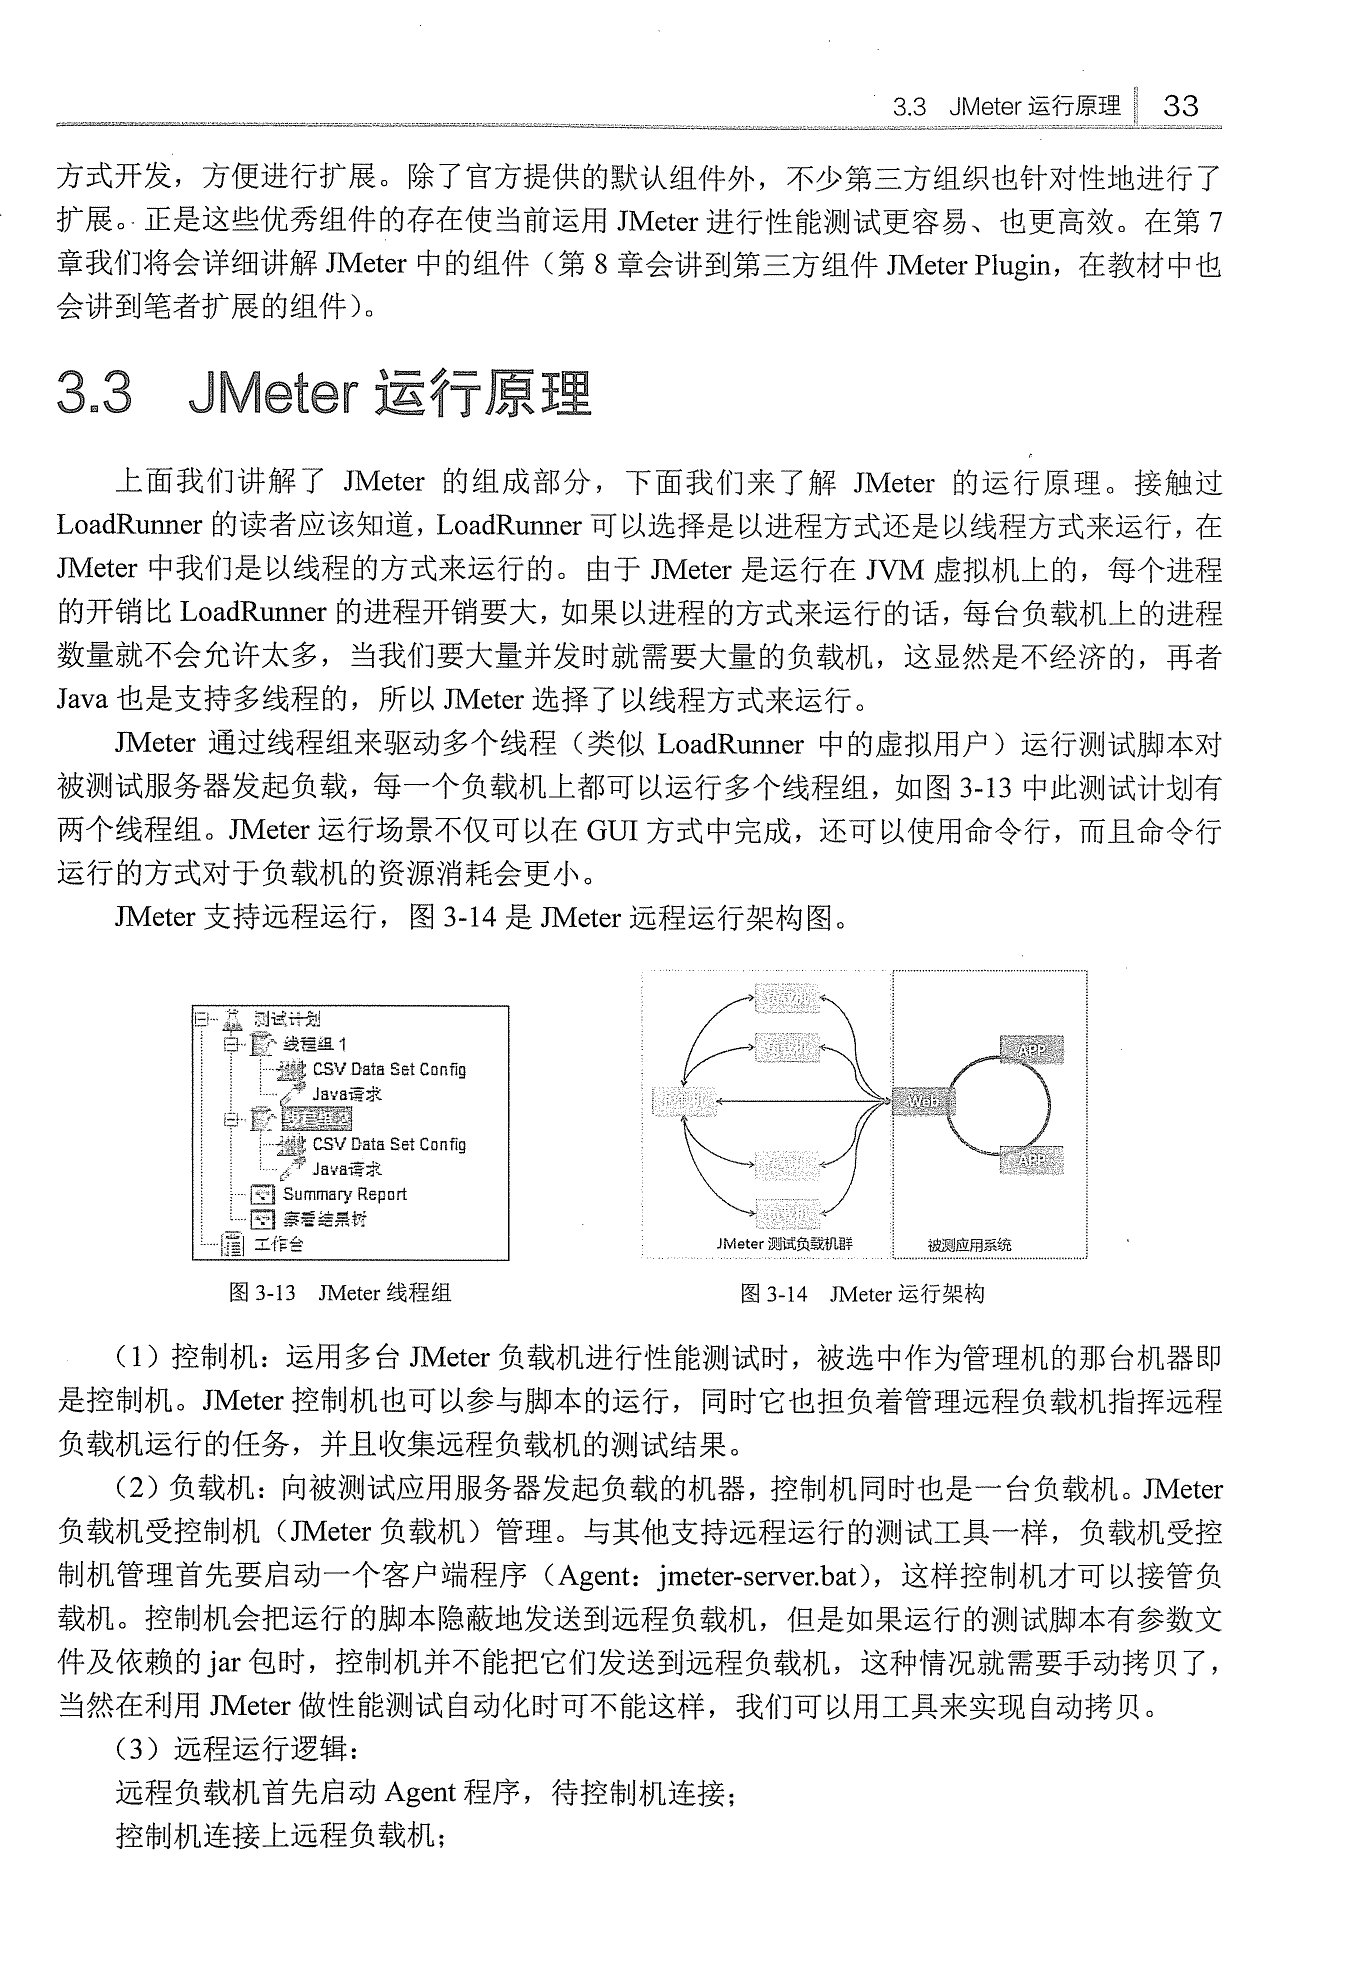 3.3 JMeter 运行原理 33
方式开发，方便进行扩展。除了官方提供的默认组件外，不少第三方组织也针对性地进行了
扩展。正是这些优秀组件的存在使当前运用 JMeter 进行性能测试更容易、也更高效。在第 7
章我们将会详细讲解 JMeter 中的组件（第 8 章会讲到第三方组件 JMeter Plugin，在教材中也
会讲到笔者扩展的组件）。
3.3 JMeter 运行原理
上面我们讲解了 JMeter 的组成部分，下面我们来了解 JMeter 的运行原理。接触过
LoadRunner 的读者应该知道，LoadRunner 可以选择是以进程方式还是以线程方式来运行，在
JMeter 中我们是以线程的方式来运行的。由于 JMeter 是运行在 JVM 虚拟机上的，每个进程
的开销比 LoadRunner 的进程开销要大，如果以进程的方式来运行的话，每台负载机上的进程
数量就不会允许太多，当我们要大量并发时就需要大量的负载机，这显然是不经济的，再者
Java 也是支持多线程的，所以 JMeter 选择了以线程方式来运行。
JMeter 通过线程组来驱动多个线程（类似 LoadRunner 中的虚拟用户）运行测试脚本对
被测试服务器发起负载，每一个负载机上都可以运行多个线程组，如图 3-13 中此测试计划有
两个线程组。JMeter 运行场景不仅可以在 GUI 方式中完成，还可以使用命令行，而且命令行
运行的方式对于负载机的资源消耗会更小。
JMeter 支持远程运行，图 3-14 是 JMeter 远程运行架构图。
测试计划
线程组 1
CSV Data Set Config
Java请求
线程组 2
CSV Data Set Config
Java请求
Summary Report
察看结果树
工作台
图 3-13 JMeter 线程组
APP
Web
APP
JMeter 测试负载机群
被测应用系统
图 3-14 JMeter 运行架构
（1）控制机：运用多台 JMeter 负载机进行性能测试时，被选中作为管理机的那台机器即
是控制机。JMeter 控制机也可以参与脚本的运行，同时它也担负着管理远程负载机指挥远程
负载机运行的任务，并且收集远程负载机的测试结果。
（2）负载机：向被测试应用服务器发起负载的机器，控制机同时也是一台负载机。JMeter
负载机受控制机（JMeter 负载机）管理。与其他支持远程运行的测试工具一样，负载机受控
制机管理首先要启动一个客户端程序（Agent：jmeter-server.bat），这样控制机才可以接管负
载机。控制机会把运行的脚本隐蔽地发送到远程负载机，但是如果运行的测试脚本有参数文
件及依赖的 jar 包时，控制机并不能把它们发送到远程负载机，这种情况就需要手动拷贝了，
当然在利用 JMeter 做性能测试自动化时可不能这样，我们可以用工具来实现自动拷贝。
（3）远程运行逻辑：
远程负载机首先启动 Agent 程序，待控制机连接；
控制机连接上远程负载机；